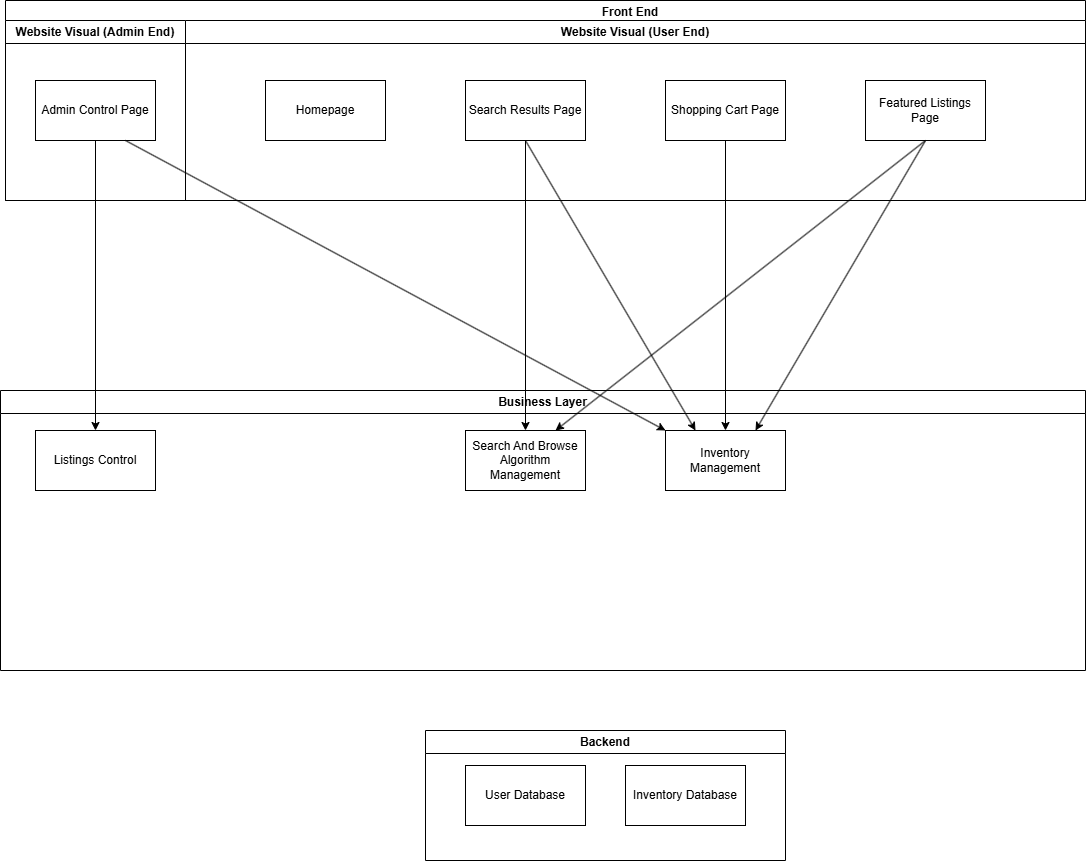 Front End
Website Visual (Admin End)
Website Visual (User End)
Admin Control Page
Homepage
Search Results Page
Shopping Cart Page
Featured Listings
Page
Business Layer
Listings Control
Search And Browse
Algorithm
Management
Inventory
Management
Backend
User Database
Inventory Database